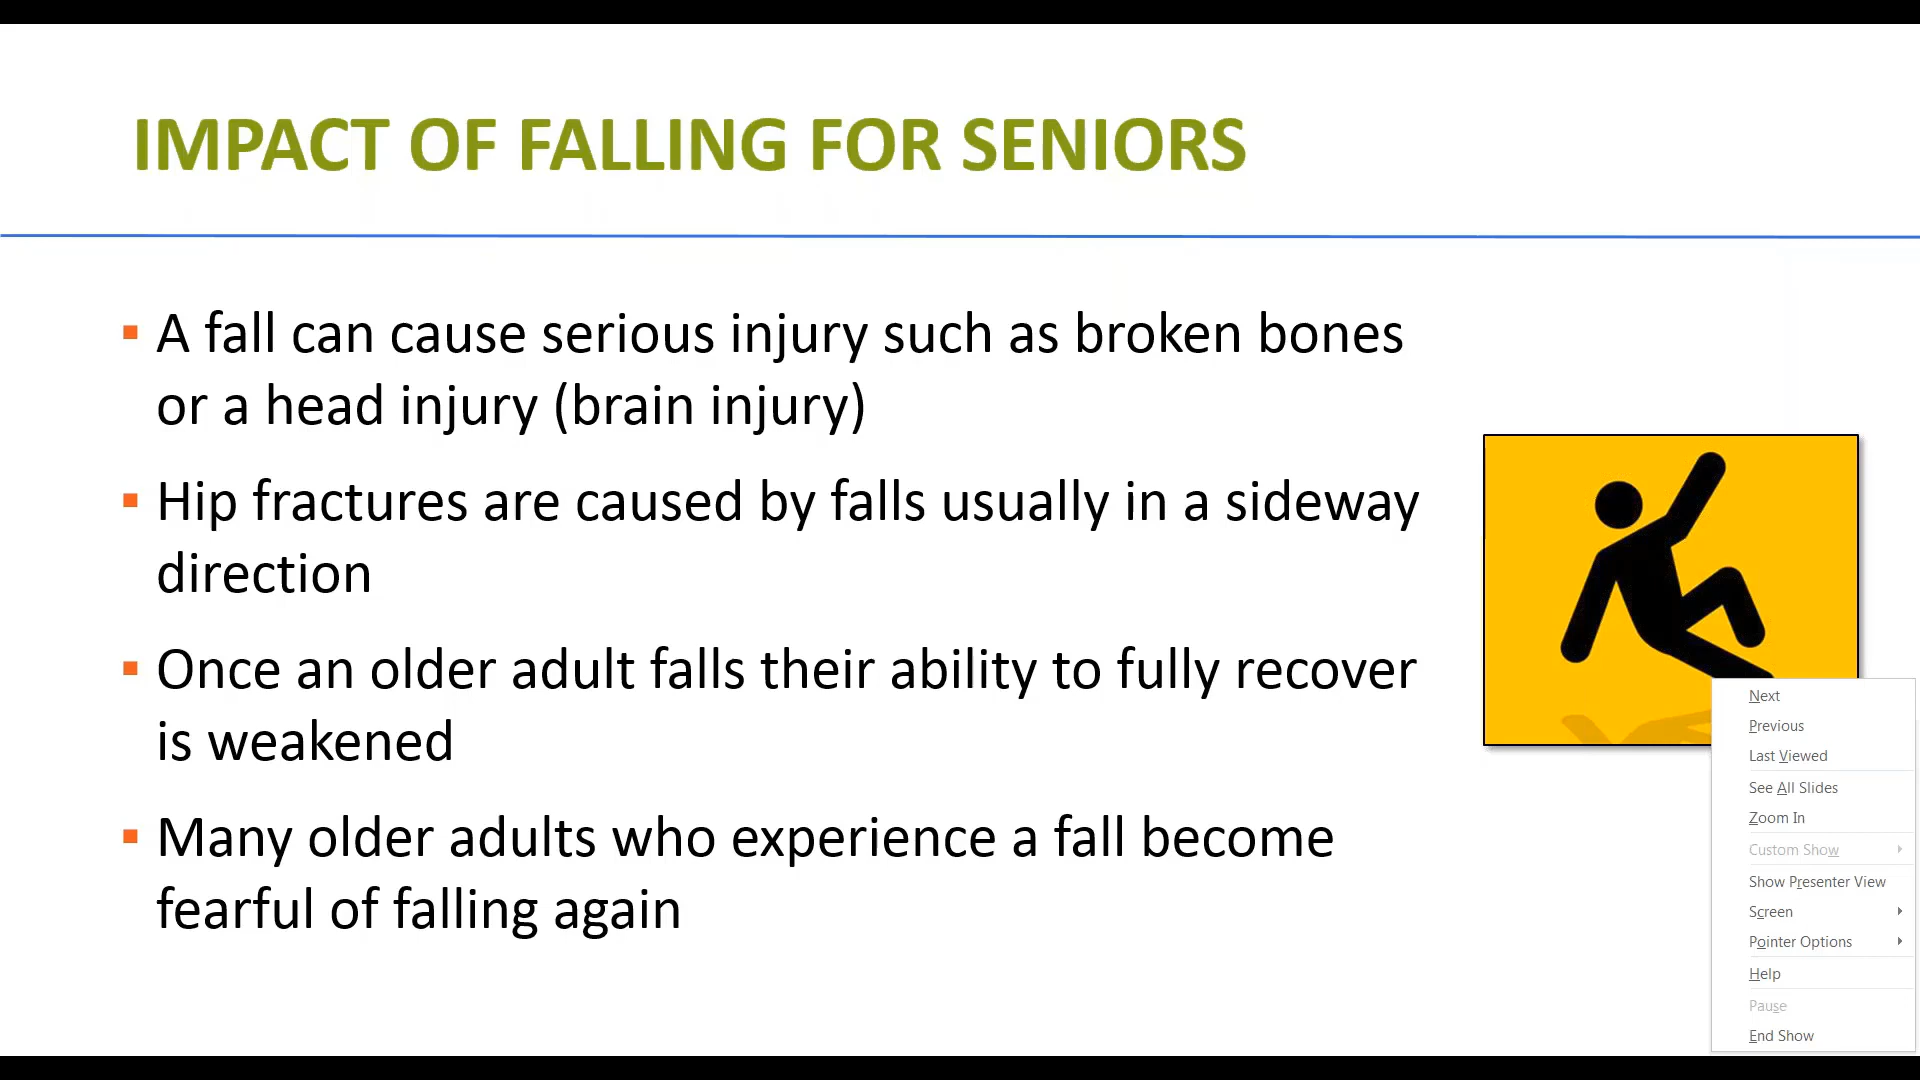 IMPACT OF FALLING FOR SENIORS
▪ A fall can cause serious injury such as broken bones
or a head injury (brain injury)
▪ Hip fractures are caused by falls usually in a sideway
direction
▪ Once an older adult falls their ability to fully recover
is weakened
▪ Many older adults who experience a fall become
fearful of falling again
Next
Previous
Last Viewed
See All Slides
Zoom In
Custom Show
Show Presenter View
Screen
Pointer Options
Help
Pause
End Show